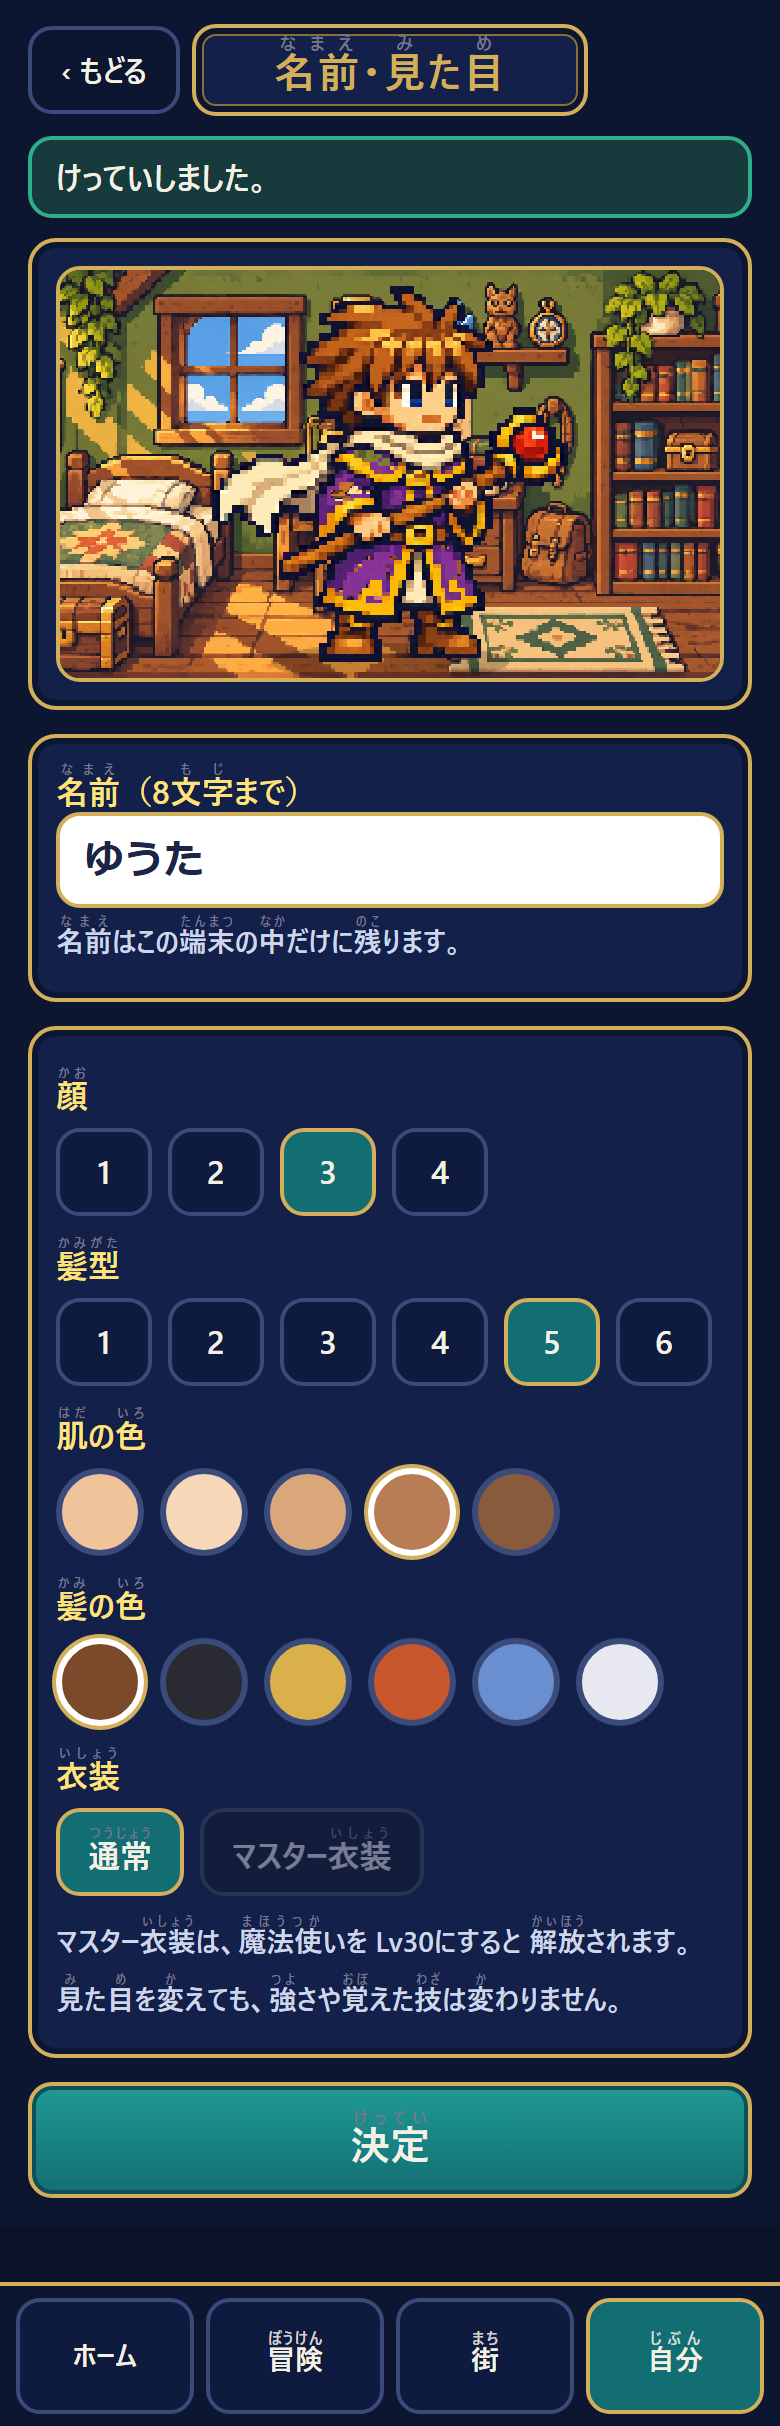 ‹ もどる
名前・見た目
なまえ み め
けっていしました。
なまえ もじ
名前（8文字まで）
ゆうた
なまえ たんまつ なか のこ
名前はこの端末の中だけに残ります。
かお
顔
1 2 3 4
かみがた
髪型
1 2 3 4 5 6
はだ いろ
肌の色
かみ いろ
髪の色
いしょう
衣装
つうじょう いしょう
通常 マスター衣装
いしょう まほうつか かいほう
マスター衣装は、魔法使いを Lv30にすると 解放されます。
み め か つよ おぼ わざ か
見た目を変えても、強さや覚えた技は変わりません。
けってい
決定
ぼうけん まち じぶん
ホーム 冒険 街 自分